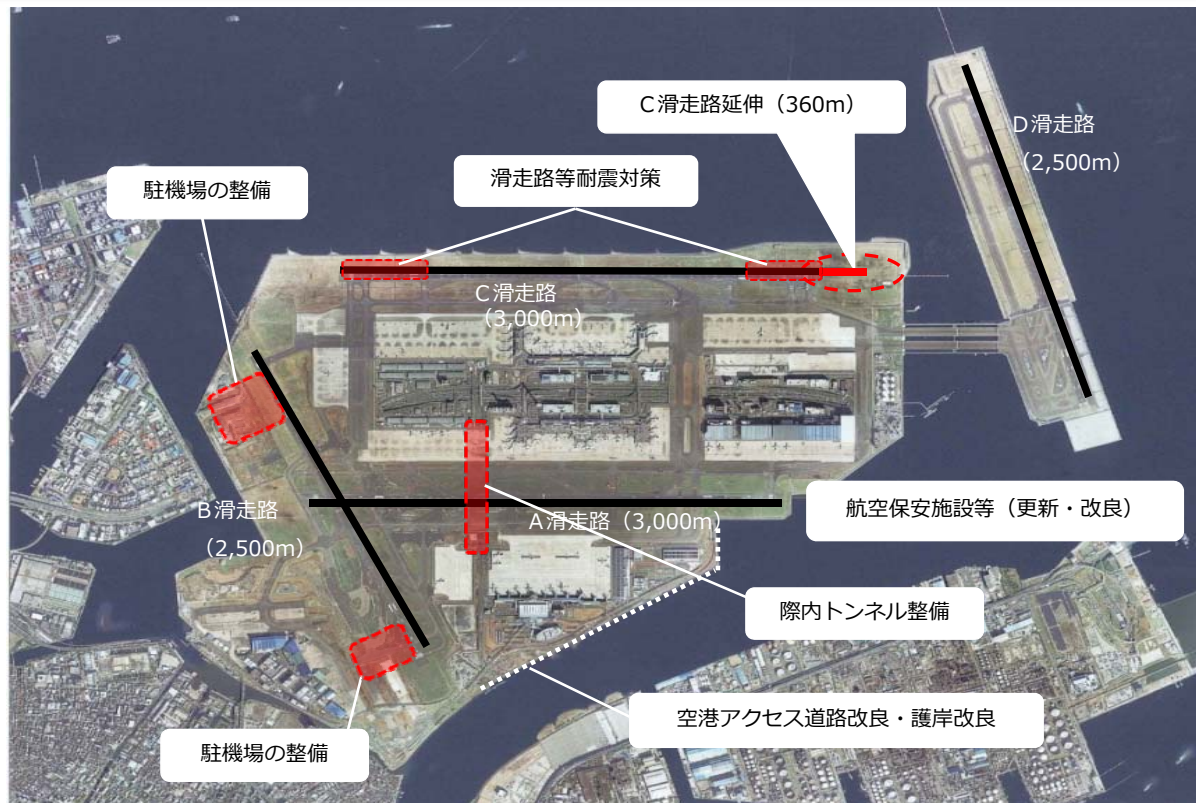 C滑走路延伸（360m）
D滑走路
（2,500m）
滑走路等耐震対策
駐機場の整備
C滑走路
（3,000m）
B滑走路
（2,500m）
A滑走路（3,000m）
航空保安施設等（更新・改良）
際内トンネル整備
空港アクセス道路改良・護岸改良
駐機場の整備